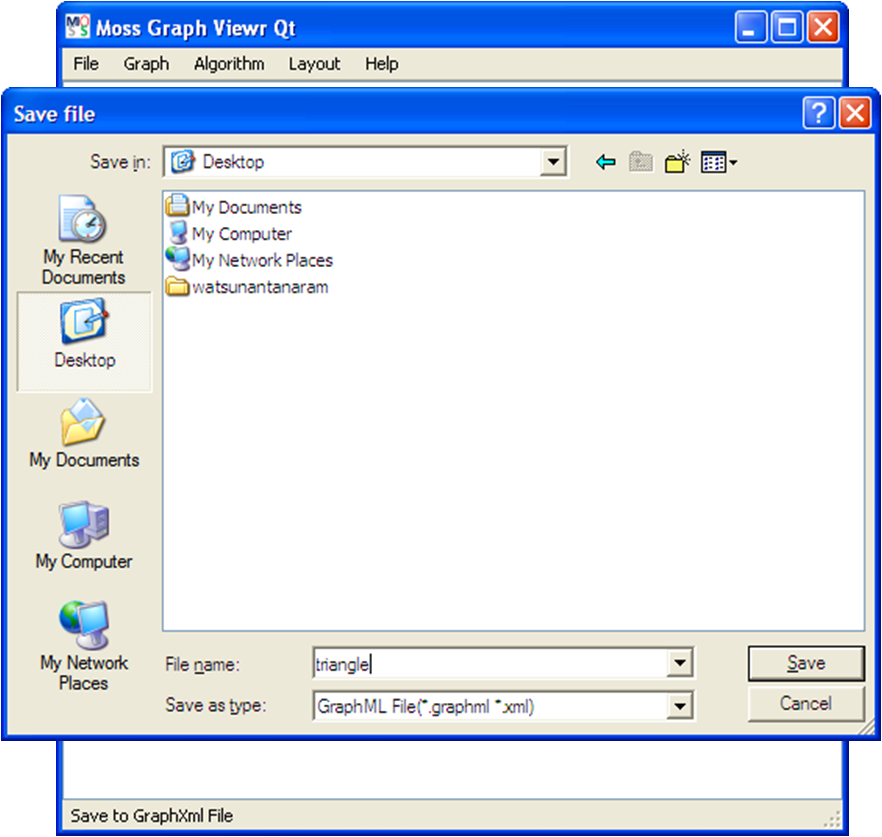 MOSS Moss Graph Viewr Qt
File Graph Algorithm Layout Help
Save file
Save in: Desktop
My Recent
Documents
Desktop
My Documents
My Computer
My Network
Places
My Documents
My Computer
My Network Places
watsunantanaram
File name: triangle Save
Save as type: GraphML File(*.graphml *.xml) Cancel
Save to GraphXml File